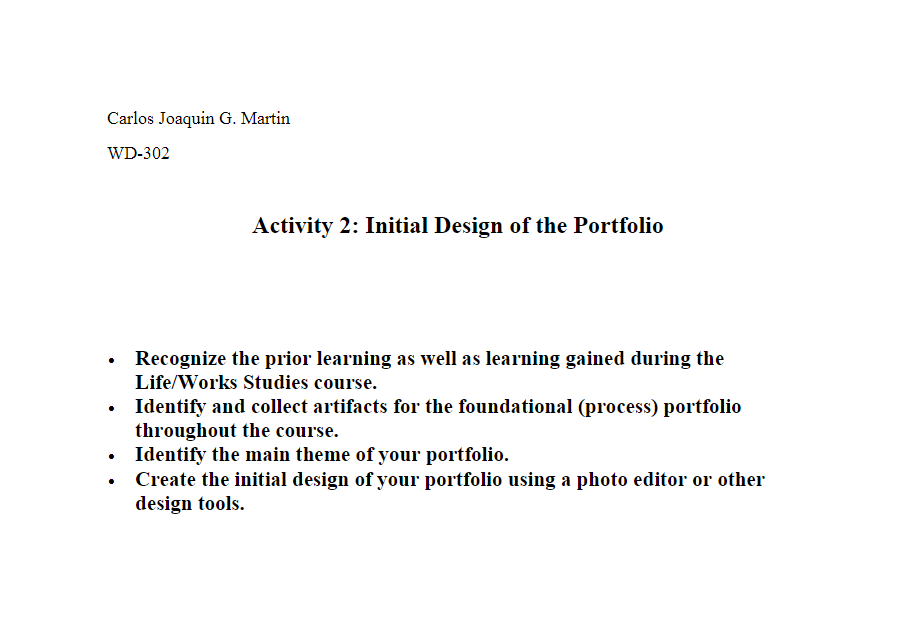 Carlos Joaquin G. Martin
WD-302
Activity 2: Initial Design of the Portfolio
• Recognize the prior learning as well as learning gained during the
Life/Works Studies course.
• Identify and collect artifacts for the foundational (process) portfolio
throughout the course.
• Identify the main theme of your portfolio.
• Create the initial design of your portfolio using a photo editor or other
design tools.